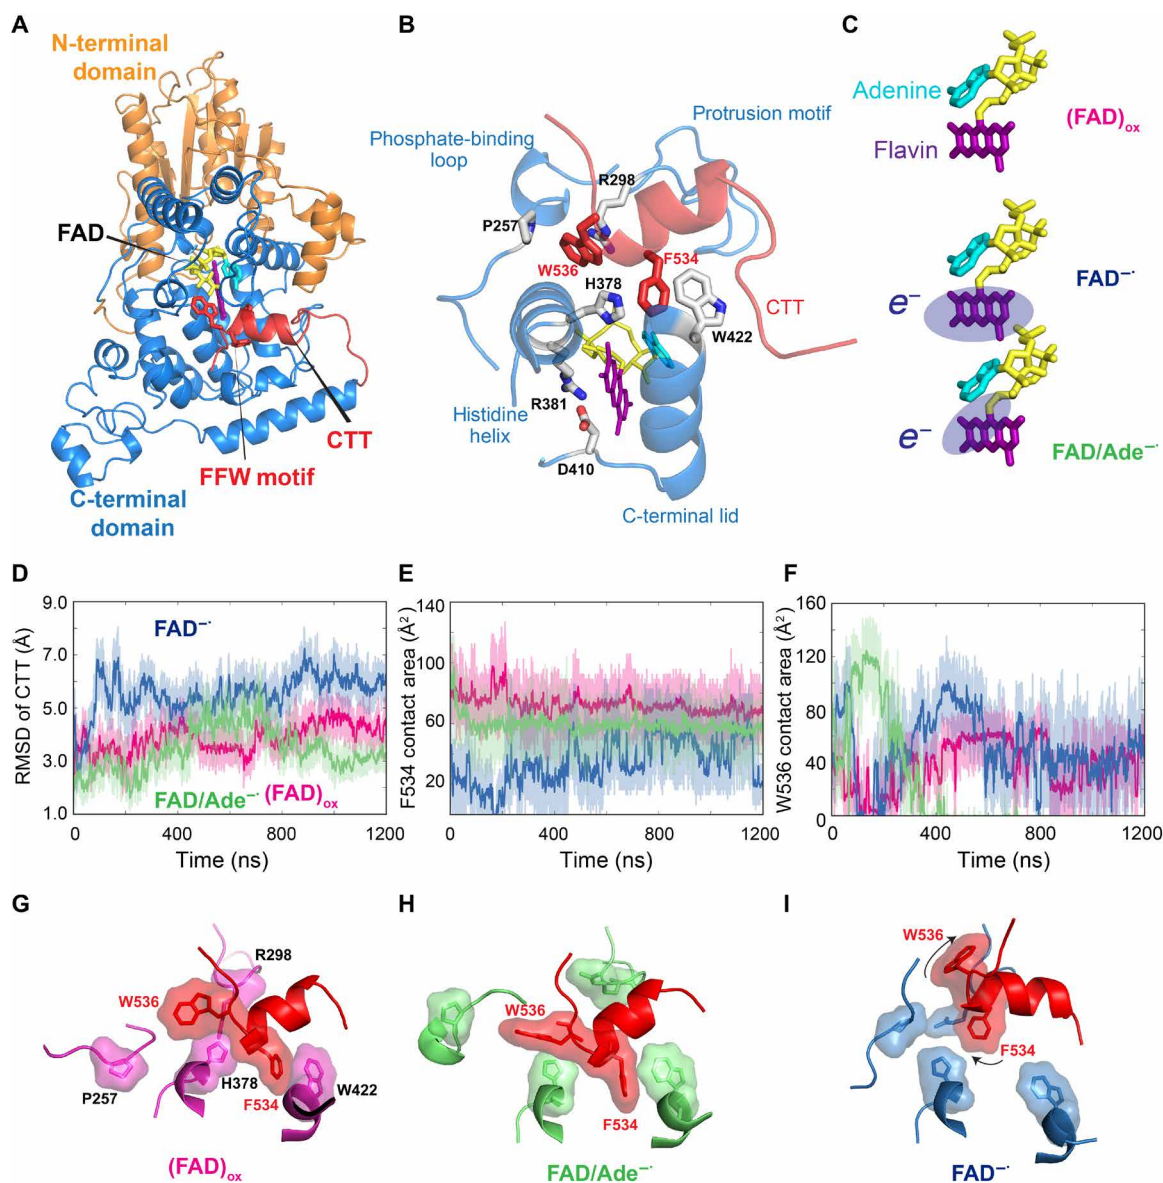 A
N-terminal
domain
FAD
CTT
FFW motif
C-terminal
domain
B
Protrusion motif
Phosphate-binding
loop
R298
P257
W536
F534
H378
CTT
W422
R381
Histidine
helix
D410
C-terminal lid
C
Adenine
(FAD)ox
Flavin
FAD−·
e−
e−
FAD/Ade−·
D
9.0
7.0
5.0
3.0
1.0
RMSD of CTT (Å)
FAD−·
FAD/Ade−· (FAD)ox
0 400 800 1200
Time (ns)
E
140
100
60
20
F534 contact area (Å2)
0 400 800 1200
Time (ns)
F
160
120
80
40
0
W536 contact area (Å2)
0 400 800 1200
Time (ns)
G
R298
W536
P257
H378
F534
W422
(FAD)ox
H
W536
F534
FAD/Ade−·
I
W536
F534
FAD−·